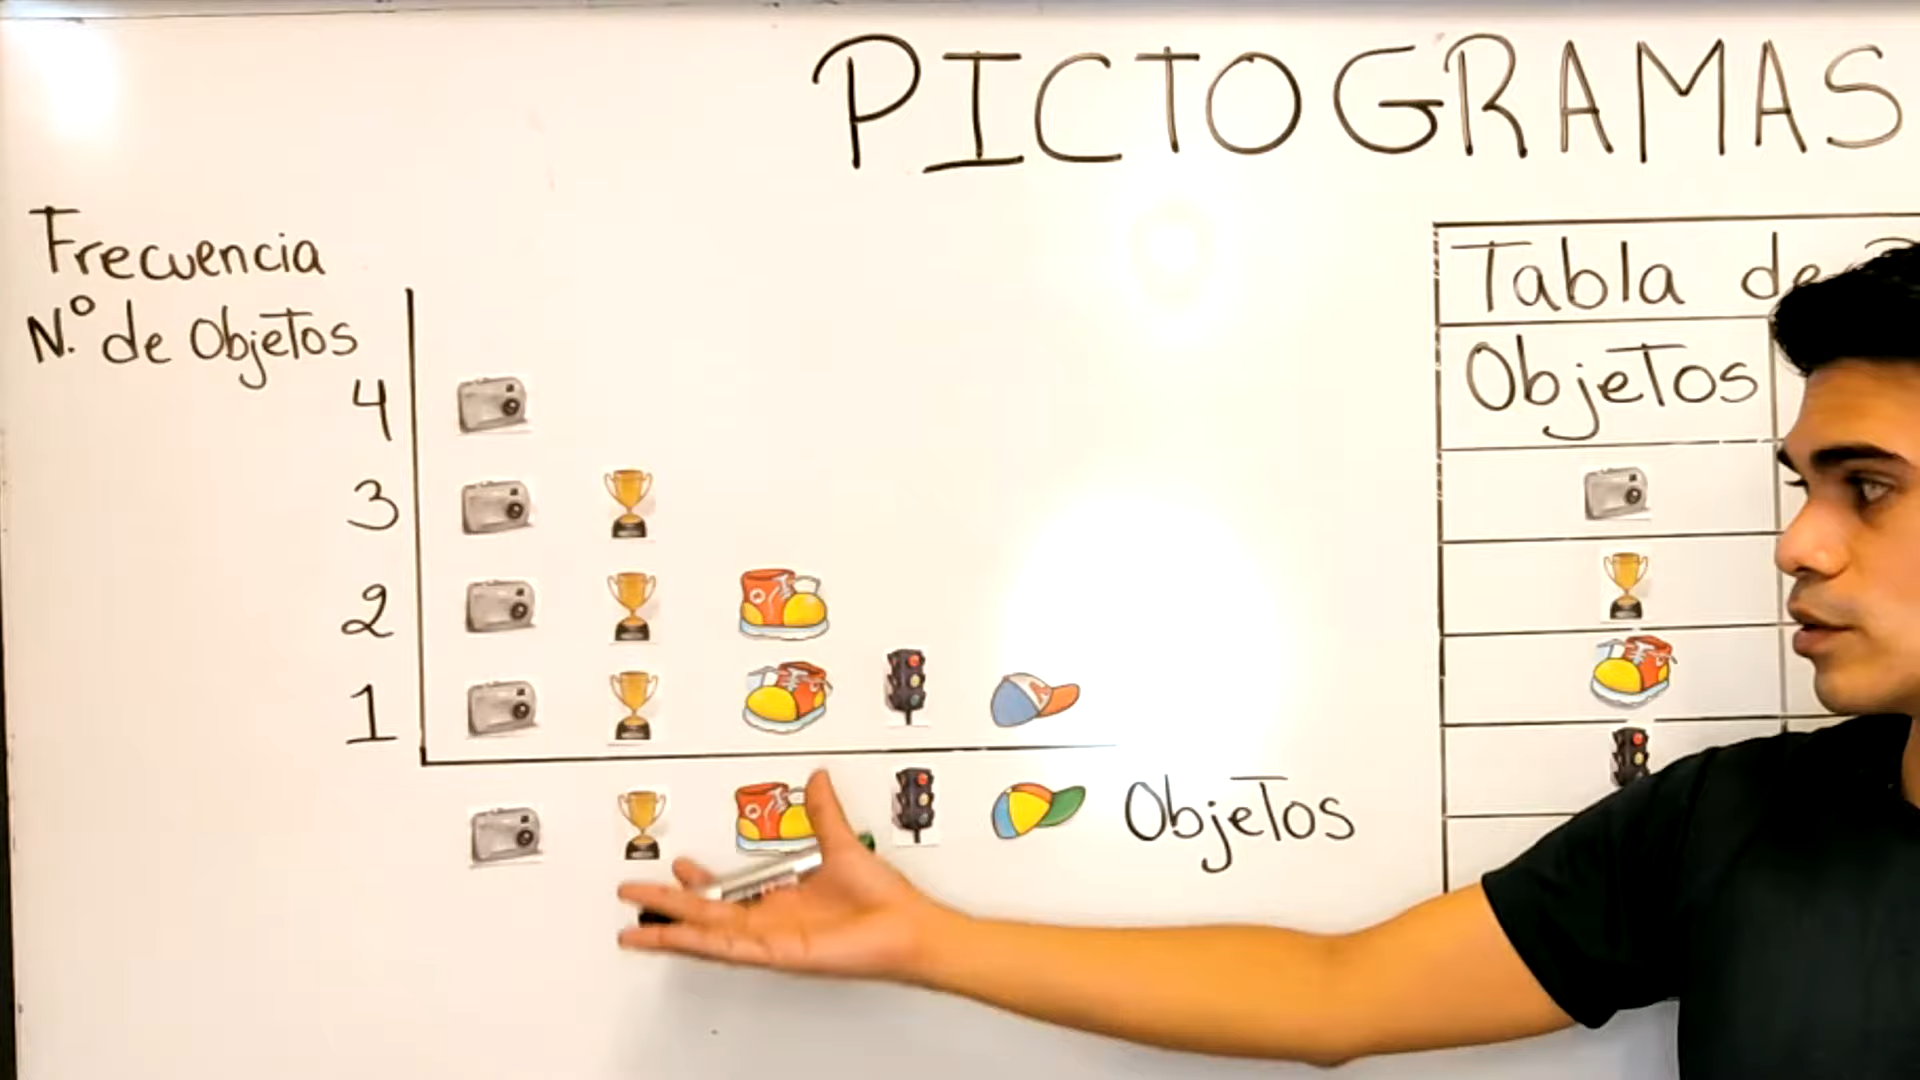 PICTOGRAMAS
Frecuencia
N.º de Objetos
4
3
2
1
Objetos
Tabla de
Objetos